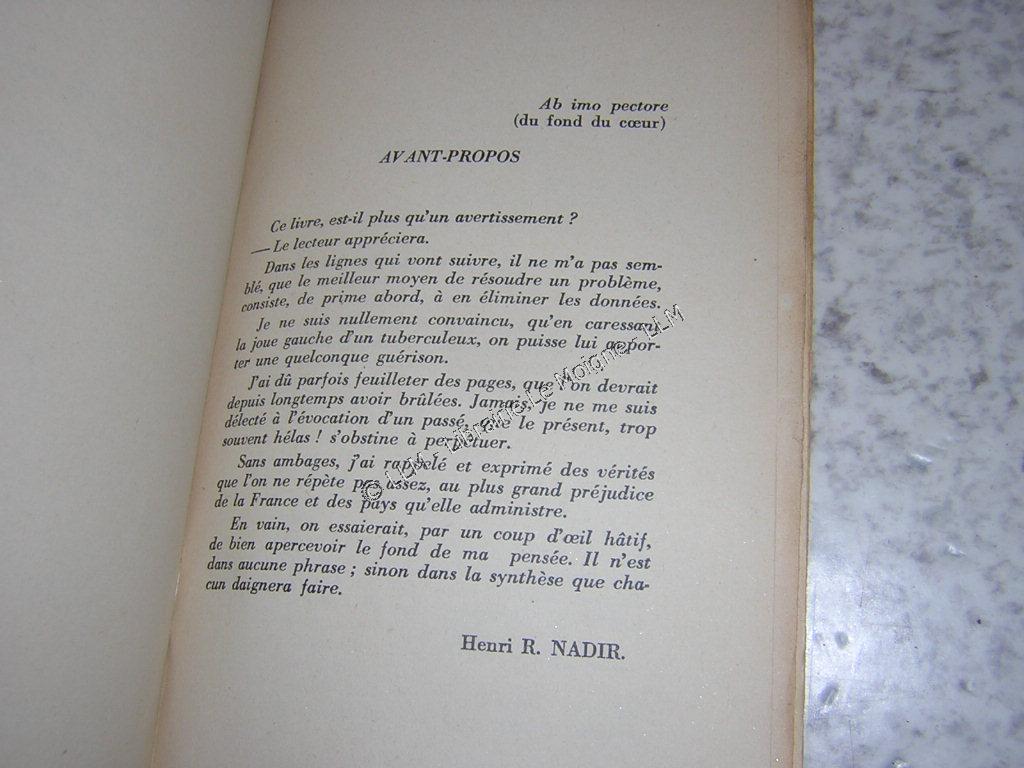 Ab imo pectore
(du fond du cœur)
AVANT-PROPOS
Ce livre, est-il plus qu'un avertissement ?
— Le lecteur appréciera.
Dans les lignes qui vont suivre, il ne m'a pas sem-
blé, que le meilleur moyen de résoudre un problème,
consiste, de prime abord, à en éliminer les données.
Je ne suis nullement convaincu, qu'en caressant
la joue gauche d'un tuberculeux, on puisse lui appor-
ter une quelconque guérison.
J'ai dû parfois feuilleter des pages, que l'on devrait
depuis longtemps avoir brûlées. Jamais, je ne me suis
délecté à l'évocation d'un passé, que le présent, trop
souvent hélas ! s'obstine à perpétuer.
Sans ambages, j'ai rappelé et exprimé des vérités
que l'on ne répète pas assez, au plus grand préjudice
de la France et des pays qu'elle administre.
En vain, on essaierait, par un coup d'œil hâtif,
de bien apercevoir le fond de ma pensée. Il n'est
dans aucune phrase ; sinon dans la synthèse que cha-
cun daignera faire.
Henri R. NADIR.
© LLM - Librairie Le Moigne - LLM